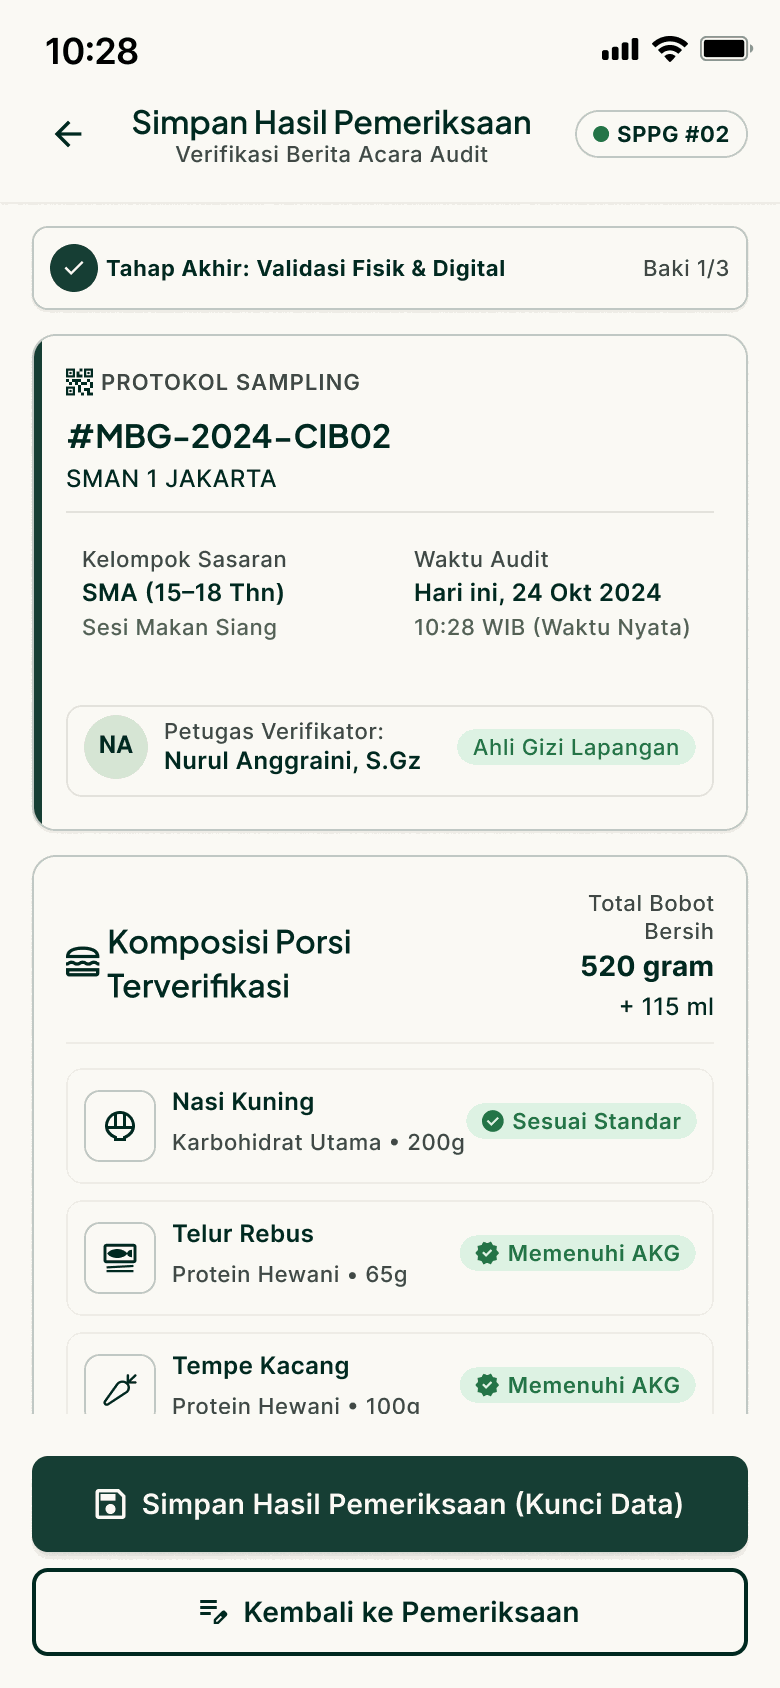 10:28
Simpan Hasil Pemeriksaan
Verifikasi Berita Acara Audit
SPPG #02
Tahap Akhir: Validasi Fisik & Digital
Baki 1/3
PROTOKOL SAMPLING
#MBG-2024-CIB02
SMAN 1 JAKARTA
Kelompok Sasaran
SMA (15–18 Thn)
Sesi Makan Siang
Waktu Audit
Hari ini, 24 Okt 2024
10:28 WIB (Waktu Nyata)
NA
Petugas Verifikator:
Nurul Anggraini, S.Gz
Ahli Gizi Lapangan
Komposisi Porsi
Terverifikasi
Total Bobot
Bersih
520 gram
+ 115 ml
Nasi Kuning
Karbohidrat Utama • 200g
Sesuai Standar
Telur Rebus
Protein Hewani • 65g
Memenuhi AKG
Tempe Kacang
Protein Hewani • 100g
Memenuhi AKG
Simpan Hasil Pemeriksaan (Kunci Data)
Kembali ke Pemeriksaan